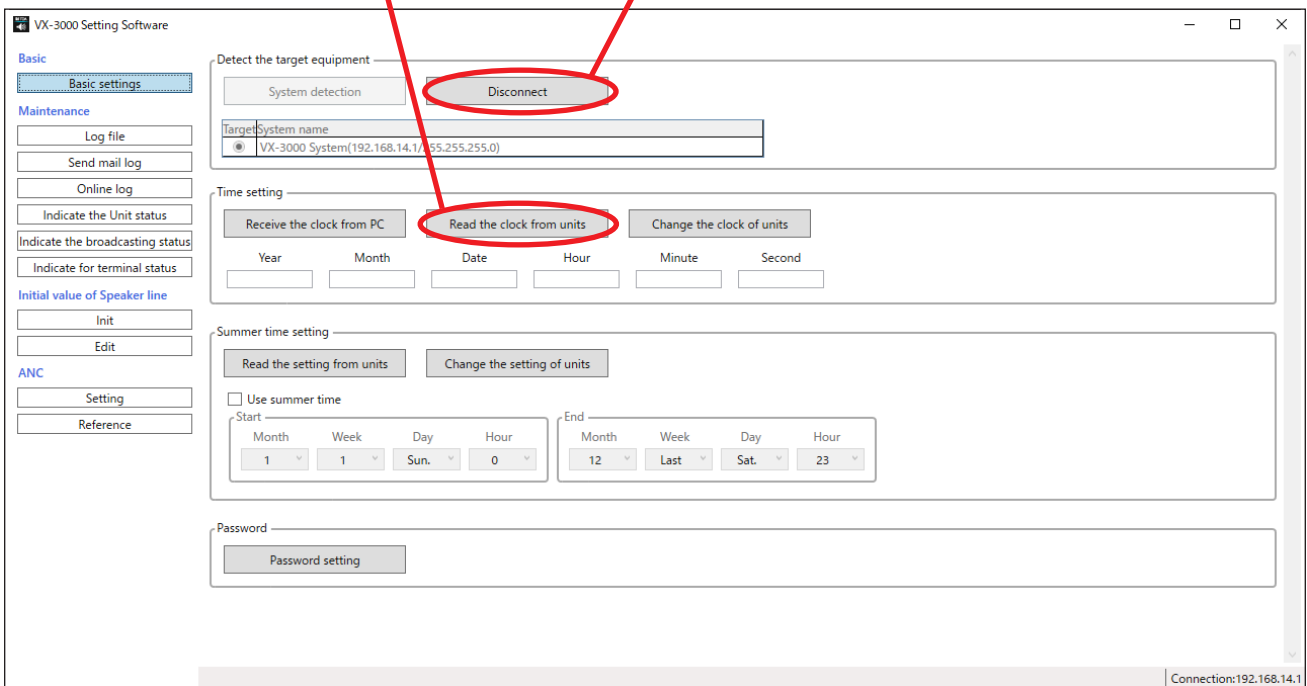 VX-3000 Setting Software
Basic
Basic settings
Maintenance
Log file
Send mail log
Online log
Indicate the Unit status
Indicate the broadcasting status
Indicate for terminal status
Initial value of Speaker line
Init
Edit
ANC
Setting
Reference
Detect the target equipment
System detection
Disconnect
Target System name
VX-3000 System(192.168.14.1/255.255.255.0)
Time setting
Receive the clock from PC
Read the clock from units
Change the clock of units
Year Month Date Hour Minute Second
Summer time setting
Read the setting from units
Change the setting of units
Use summer time
Start
Month Week Day Hour
1 1 Sun. 0
End
Month Week Day Hour
12 Last Sat. 23
Password
Password setting
Connection:192.168.14.1